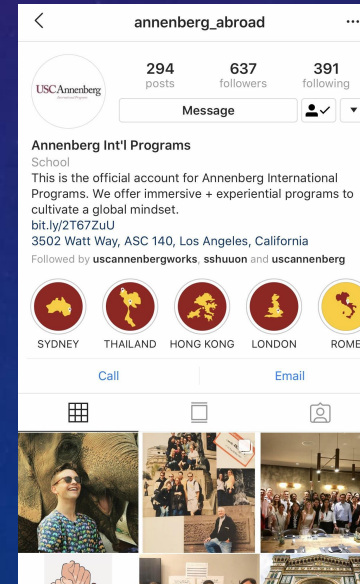 annenberg_abroad
USC Annenberg
294 637 391
posts followers following
Message
Annenberg Int'l Programs
School
This is the official account for Annenberg International
Programs. We offer immersive + experiential programs to
cultivate a global mindset.
bit.ly/2T67ZuU
3502 Watt Way, ASC 140, Los Angeles, California
Followed by uscannenbergworks, sshuuon and uscannenberg
SYDNEY THAILAND HONG KONG LONDON ROME
Call Email